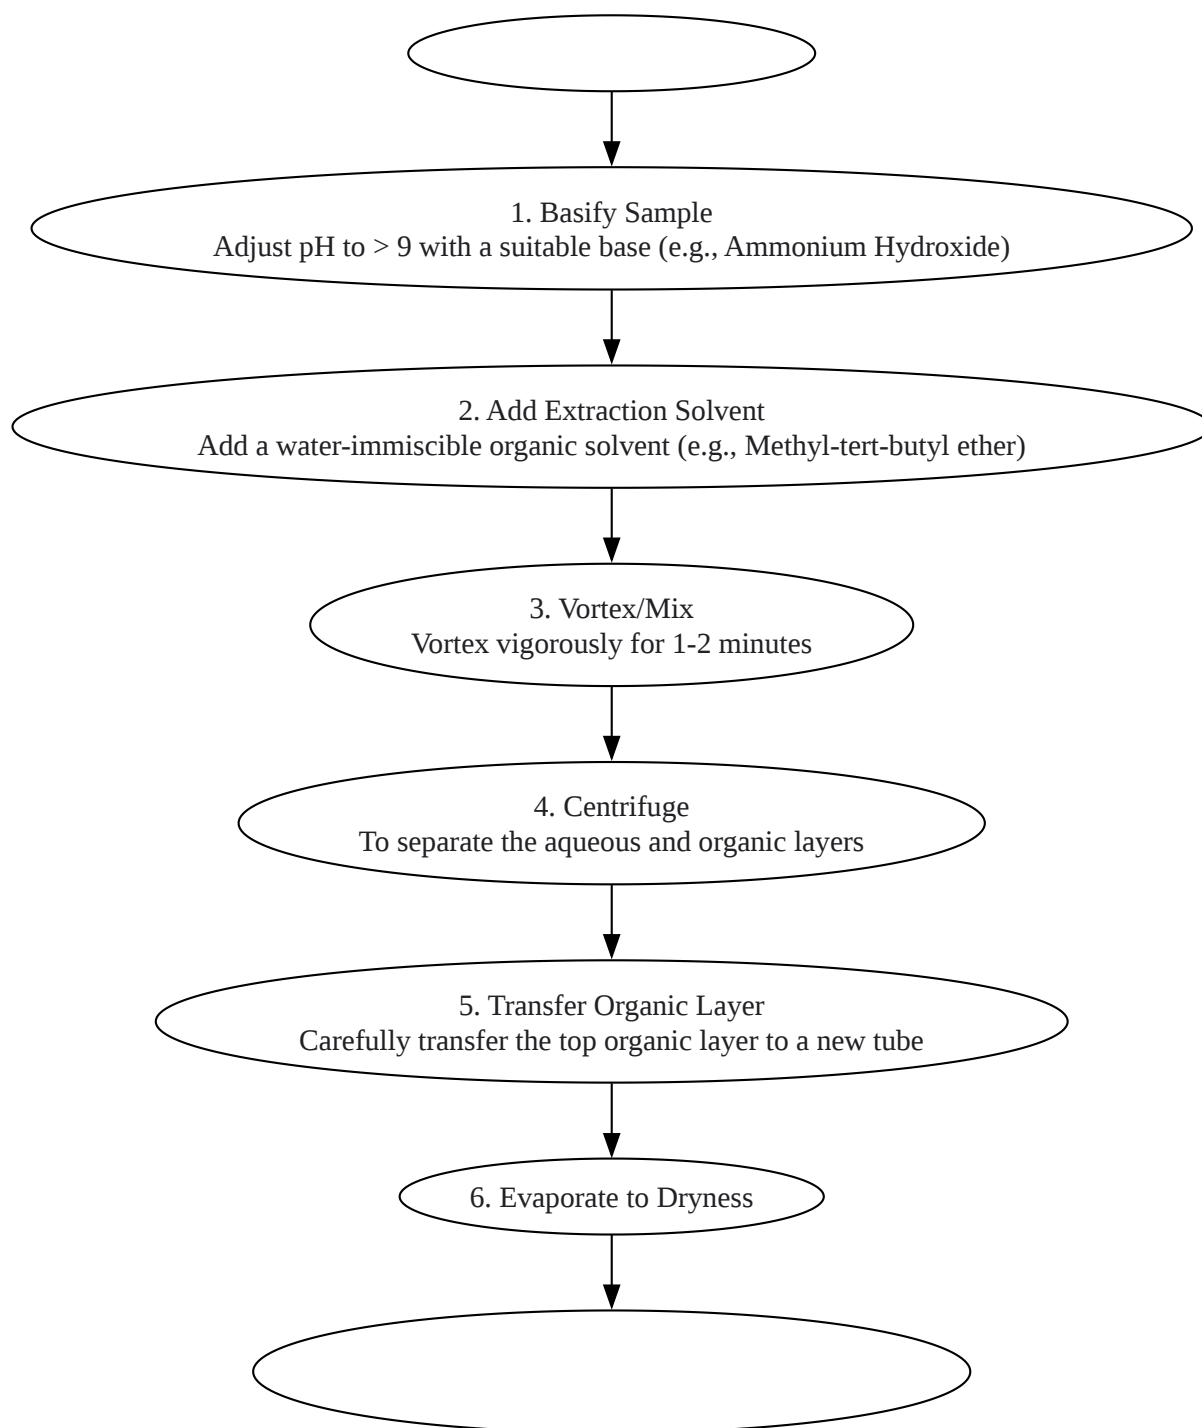 1. Basify Sample
Adjust pH to > 9 with a suitable base (e.g., Ammonium Hydroxide)
2. Add Extraction Solvent
Add a water-immiscible organic solvent (e.g., Methyl-tert-butyl ether)
3. Vortex/Mix
Vortex vigorously for 1-2 minutes
4. Centrifuge
To separate the aqueous and organic layers
5. Transfer Organic Layer
Carefully transfer the top organic layer to a new tube
6. Evaporate to Dryness